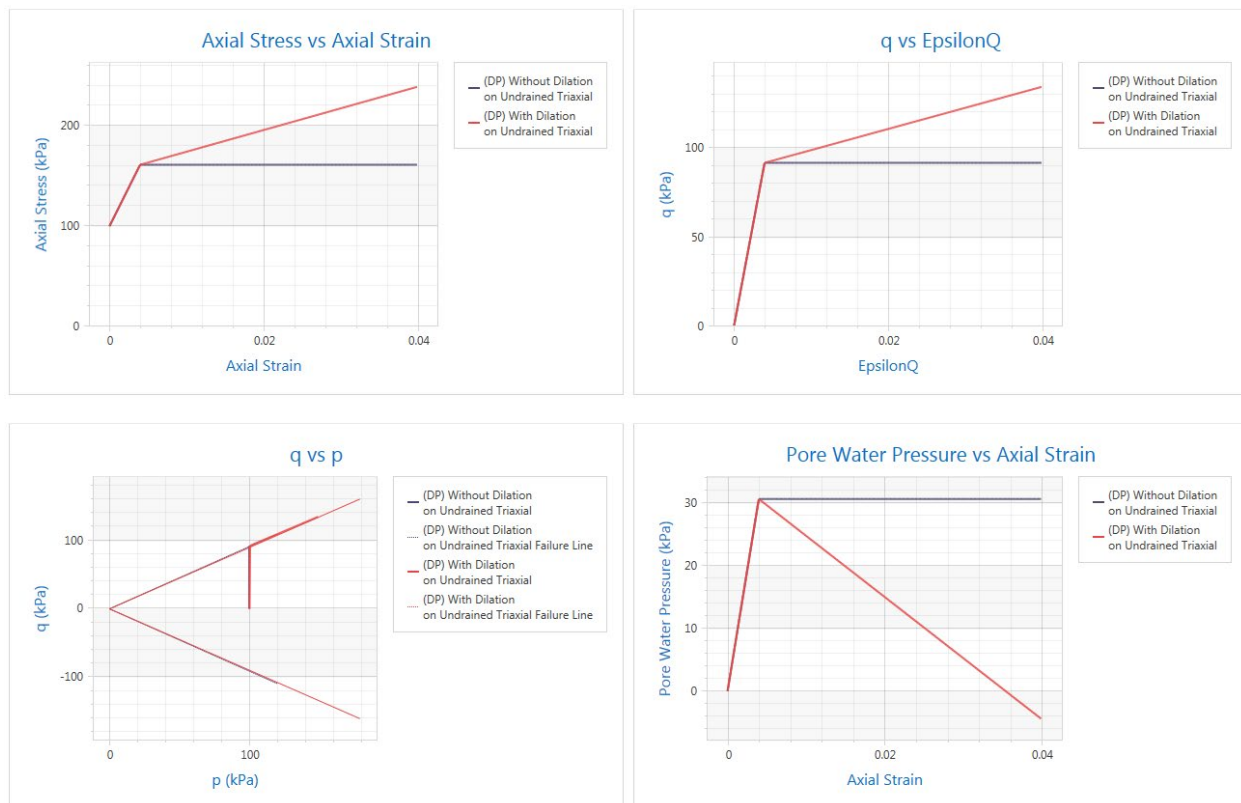 Axial Stress vs Axial Strain
Axial Stress (kPa)
200
100
0
0
0.02
0.04
Axial Strain
(DP) Without Dilation
on Undrained Triaxial
(DP) With Dilation
on Undrained Triaxial
q vs EpsilonQ
q (kPa)
100
50
0
0
0.02
0.04
EpsilonQ
(DP) Without Dilation
on Undrained Triaxial
(DP) With Dilation
on Undrained Triaxial
q vs p
q (kPa)
100
0
-100
0
100
p (kPa)
(DP) Without Dilation
on Undrained Triaxial
(DP) Without Dilation
on Undrained Triaxial Failure Line
(DP) With Dilation
on Undrained Triaxial
(DP) With Dilation
on Undrained Triaxial Failure Line
Pore Water Pressure vs Axial Strain
Pore Water Pressure (kPa)
30
20
10
0
0
0.02
0.04
Axial Strain
(DP) Without Dilation
on Undrained Triaxial
(DP) With Dilation
on Undrained Triaxial